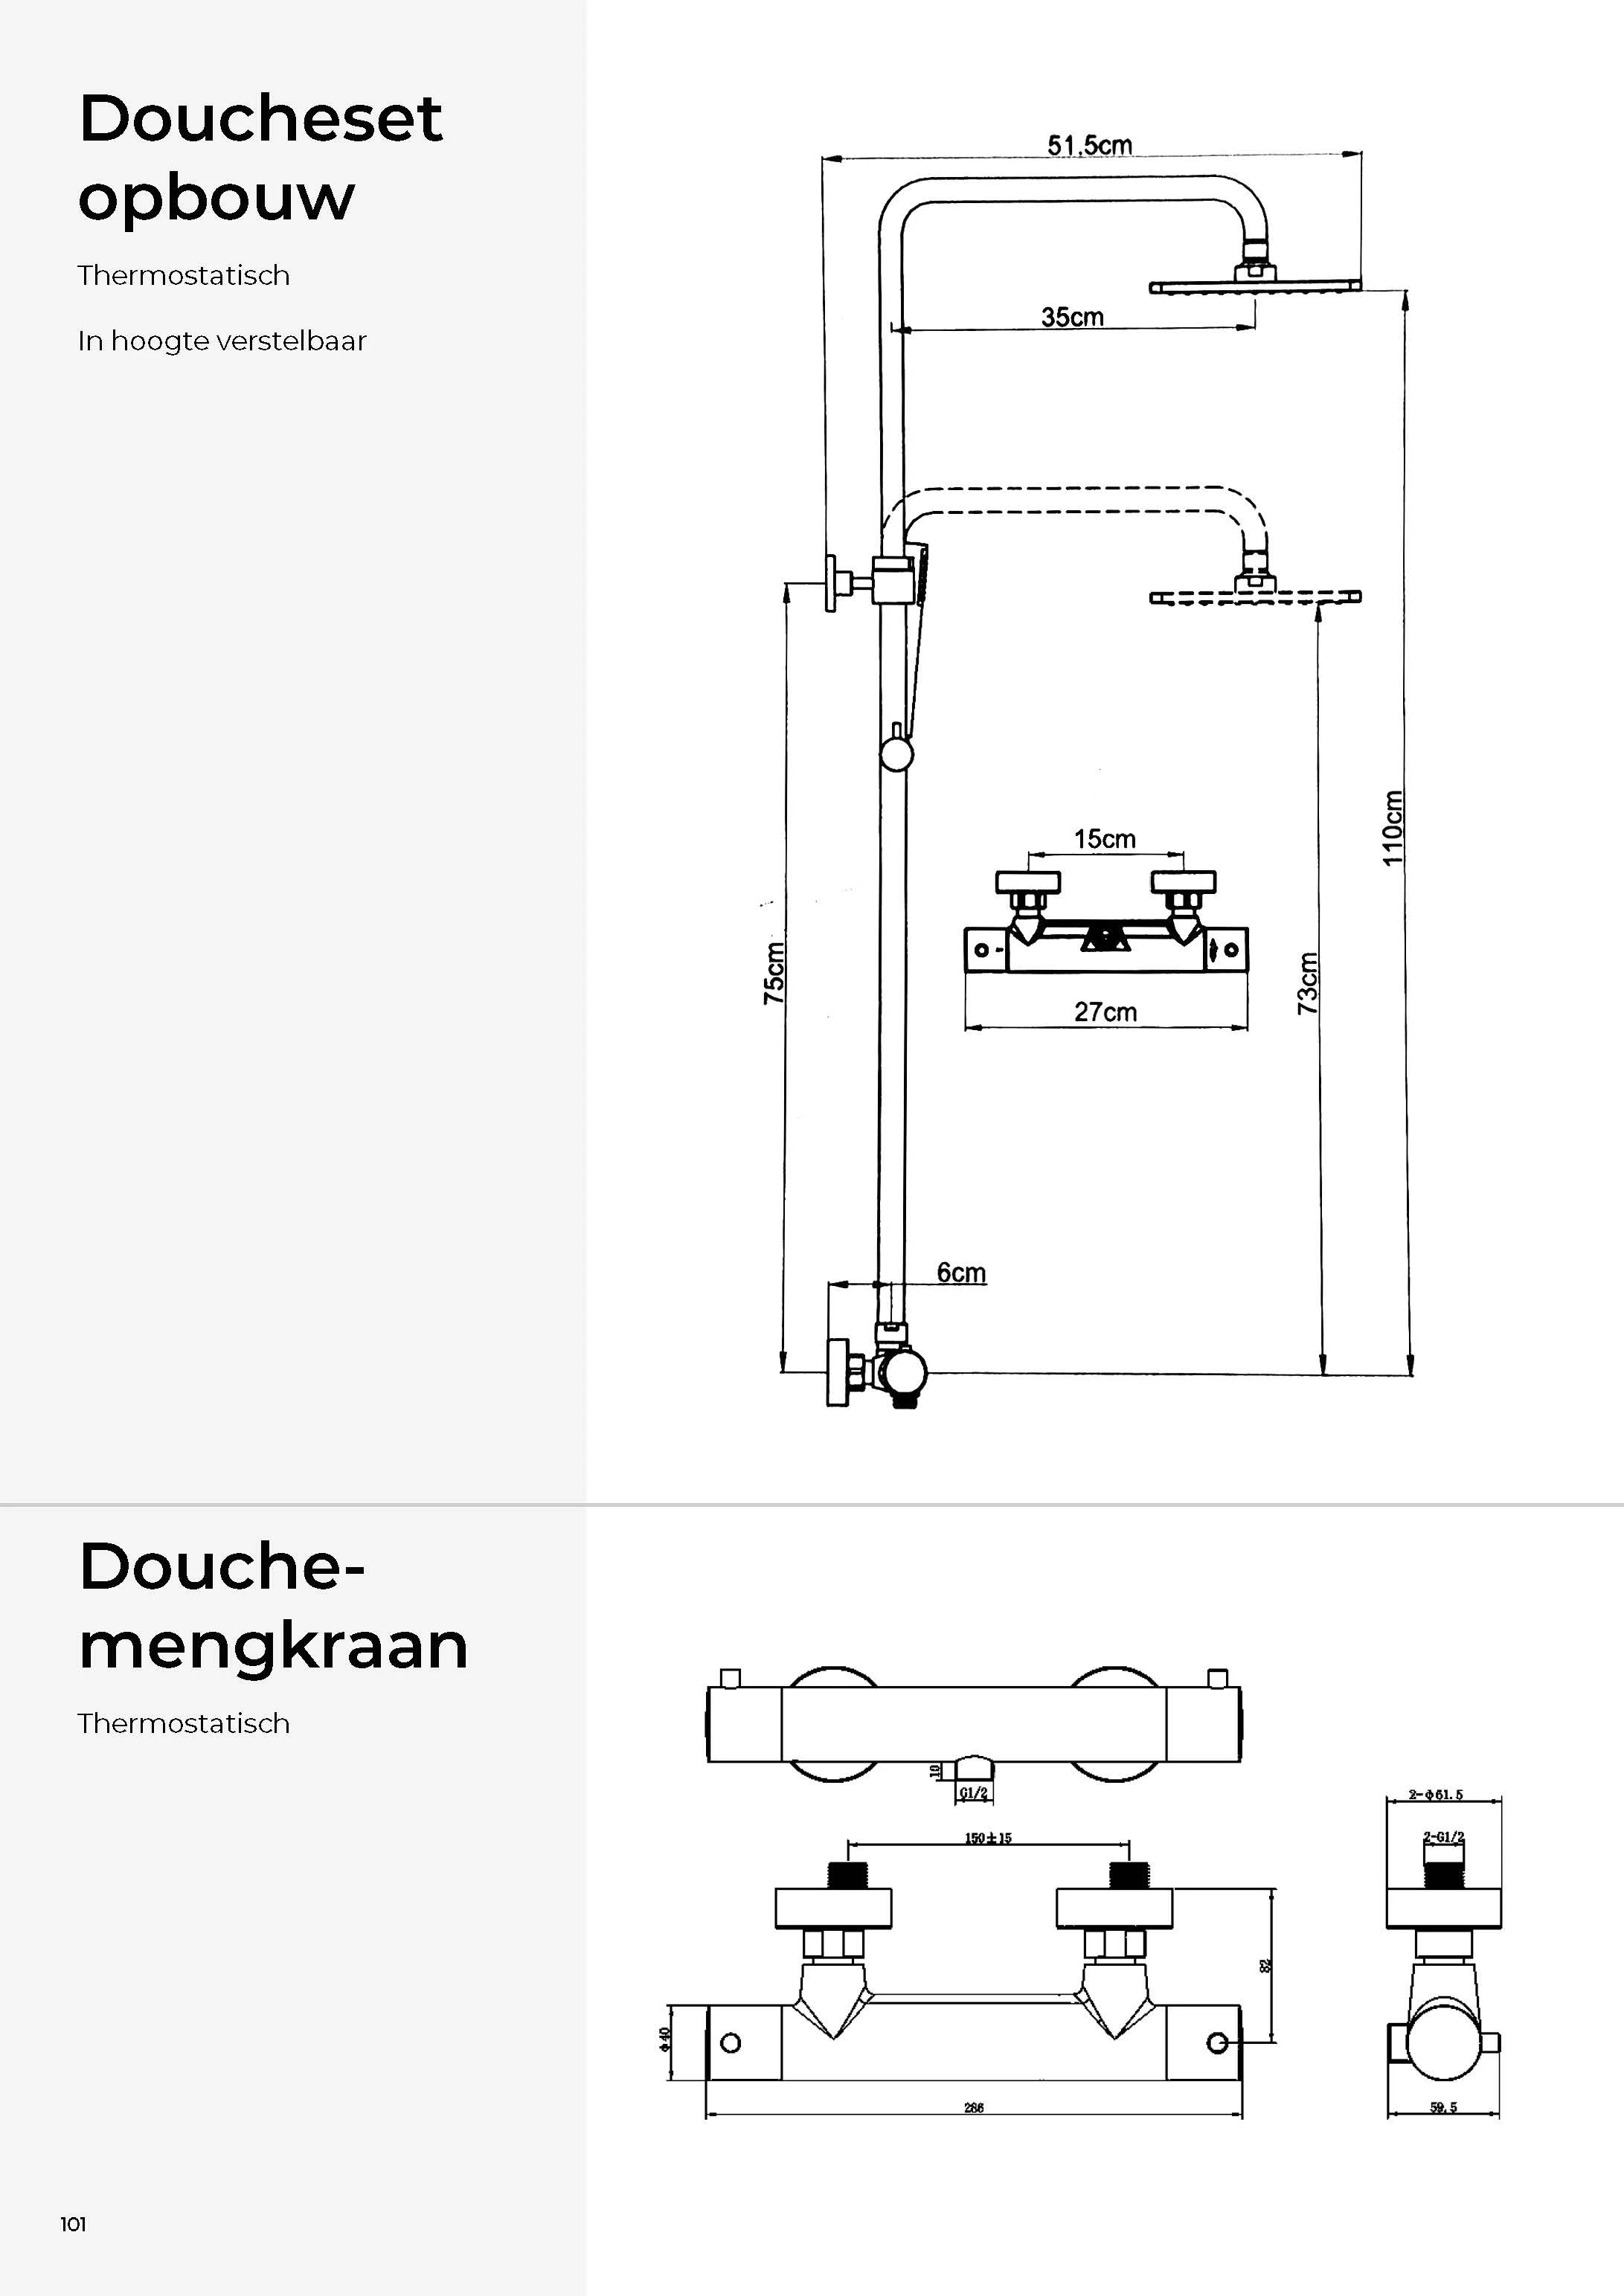 Doucheset
opbouw
Thermostatisch
In hoogte verstelbaar
51,5cm
35cm
15cm
27cm
75cm
73cm
110cm
6cm
Douche-
mengkraan
Thermostatisch
10
G1/2
150±15
82
ϕ40
286
2-ϕ61.5
2-G1/2
59.5
101